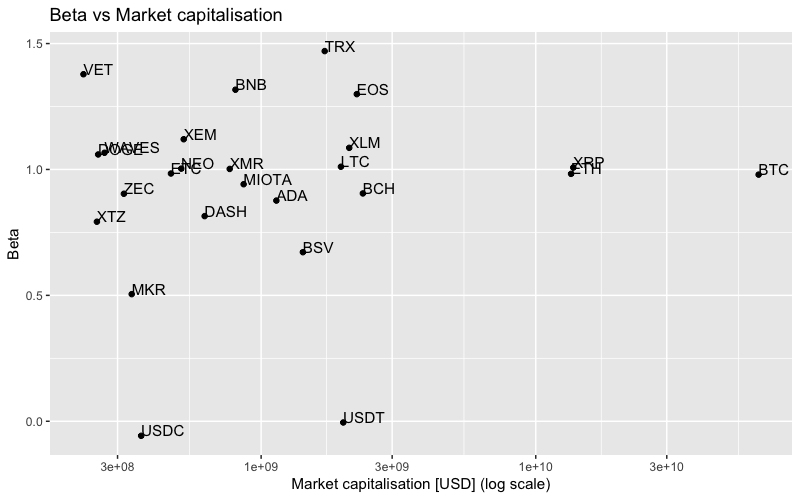 Beta vs Market capitalisation
1.5
1.0
0.5
0.0
Beta
TRX
VET
BNB
EOS
XEM
XLM
WAVES
DOGE
XRP
LTC
NEO
XMR
ETC
ETH
BTC
MIOTA
ZEC
BCH
ADA
DASH
XTZ
BSV
MKR
USDT
USDC
3e+08
1e+09
3e+09
1e+10
3e+10
Market capitalisation [USD] (log scale)